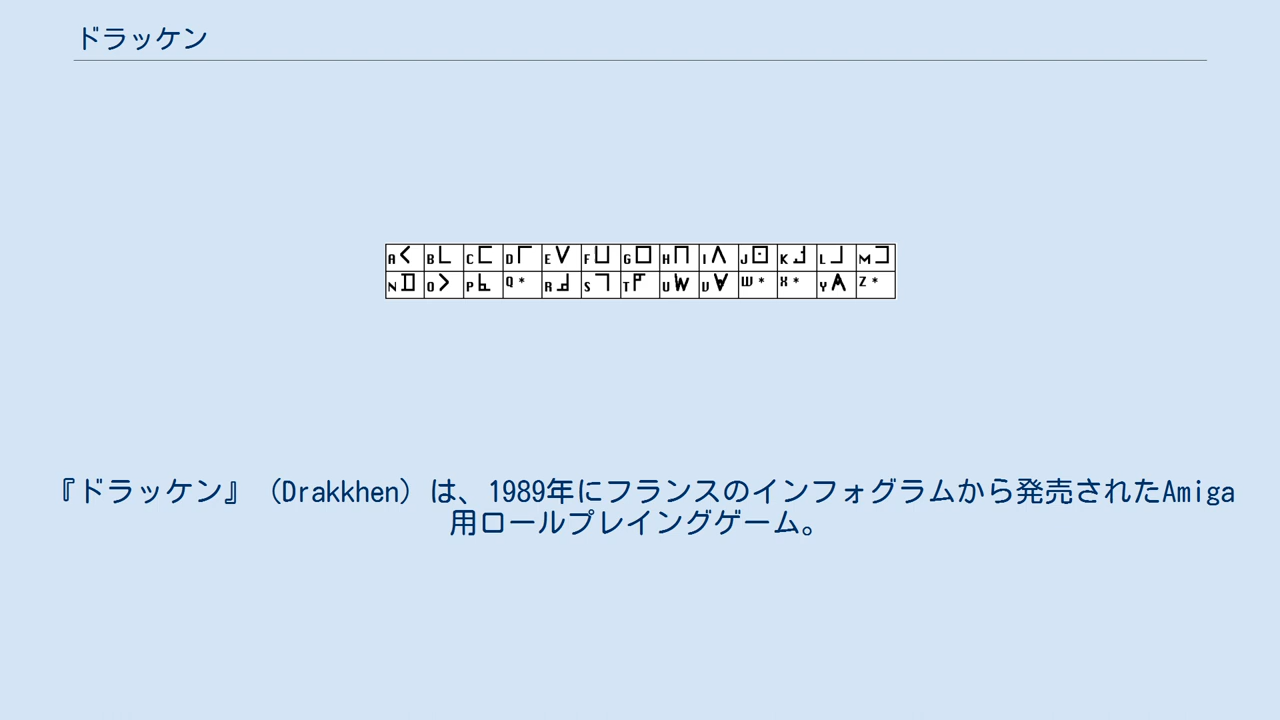 ドラッケン
A B C D E F G H I J K L M
N O P Q * R S T U V W * X * Y Z *
『ドラッケン』（Drakkhen）は、1989年にフランスのインフォグラムから発売されたAmiga
用ロールプレイングゲーム。